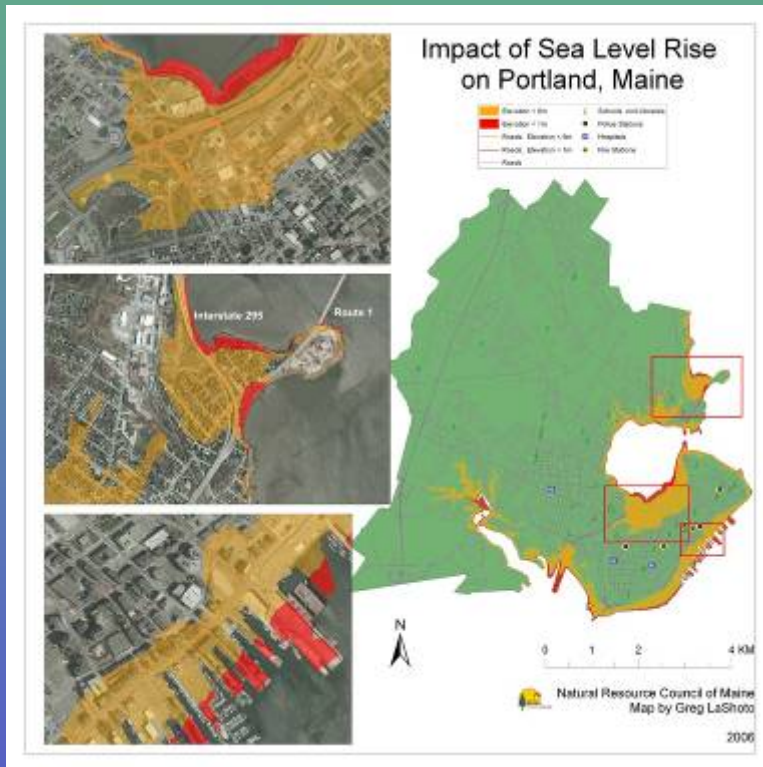 Impact of Sea Level Rise
on Portland, Maine
Elevation < 6m
Elevation < 1m
Roads, Elevation < 6m
Roads, Elevation < 1m
Roads
Schools and Libraries
Police Stations
Hospitals
Fire Stations
Interstate 295
Route 1
N
0 1 2 4 KM
Natural Resource Council of Maine
Map by Greg LaShoto
2006